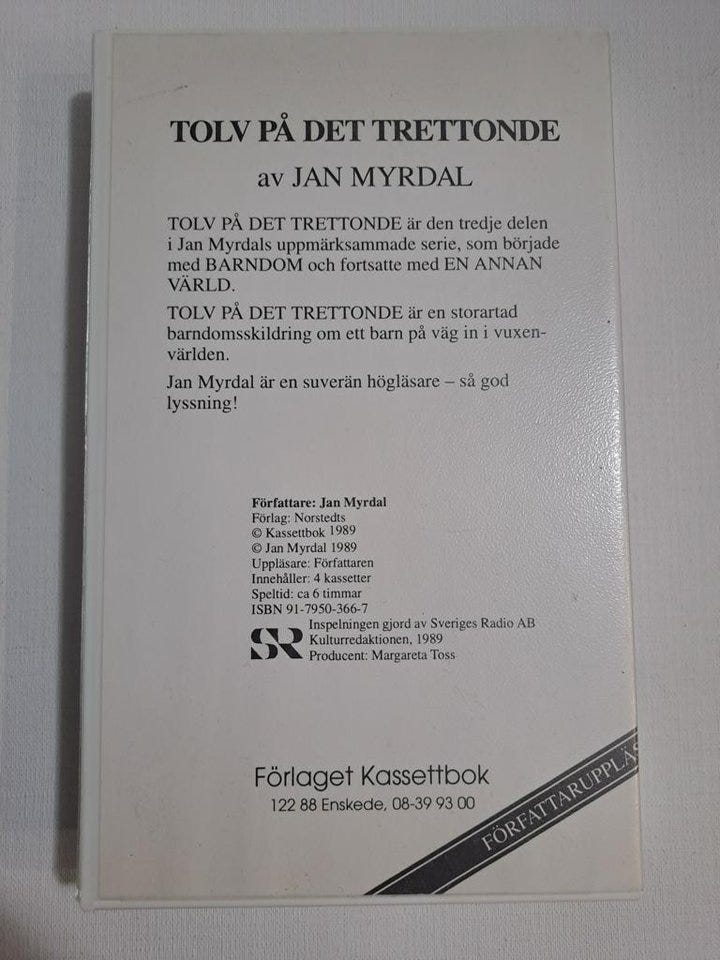 TOLV PÅ DET TRETTONDE
av JAN MYRDAL
TOLV PÅ DET TRETTONDE är den tredje delen
i Jan Myrdals uppmärksammade serie, som började
med BARNDOM och fortsatte med EN ANNAN
VÄRLD.
TOLV PÅ DET TRETTONDE är en storartad
barndomsskildring om ett barn på väg in i vuxen-
världen.
Jan Myrdal är en suverän högläsare – så god
lyssning!
Författare: Jan Myrdal
Förlag: Norstedts
© Kassettbok 1989
© Jan Myrdal 1989
Uppläsare: Författaren
Innehåller: 4 kassetter
Speltid: ca 6 timmar
ISBN 91-7950-366-7
SR
Inspelningen gjord av Sveriges Radio AB
Kulturredaktionen, 1989
Producent: Margareta Toss
Förlaget Kassettbok
122 88 Enskede, 08-39 93 00
FÖRFATTARUPPLÄS